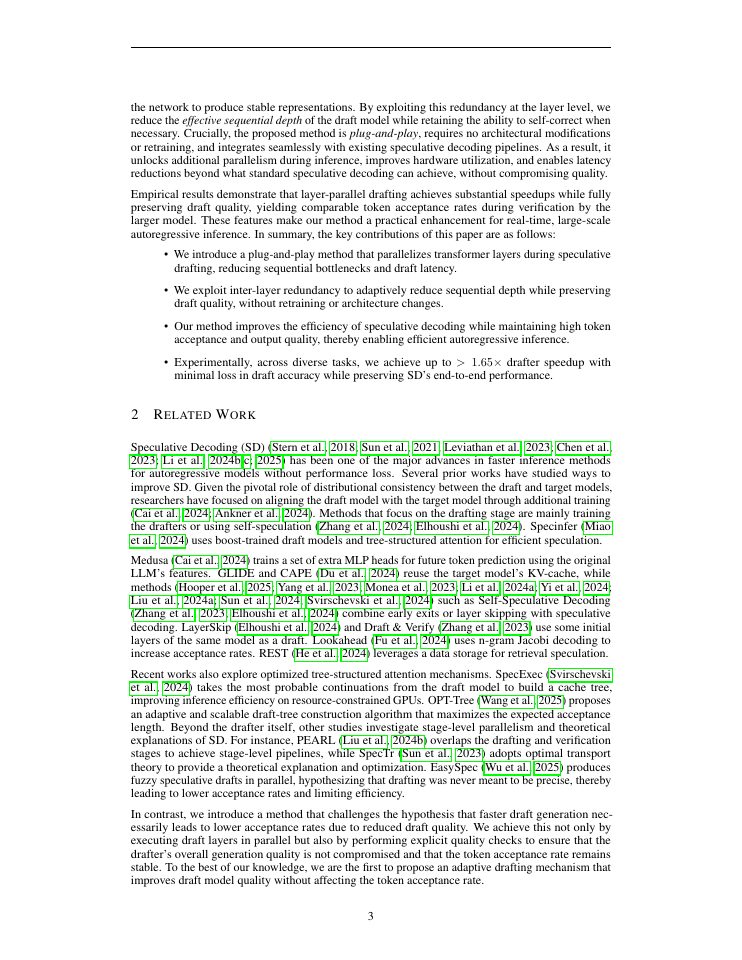 the network to produce stable representations. By exploiting this redundancy at the layer level, we
reduce the effective sequential depth of the draft model while retaining the ability to self-correct when
necessary. Crucially, the proposed method is plug-and-play, requires no architectural modifications
or retraining, and integrates seamlessly with existing speculative decoding pipelines. As a result, it
unlocks additional parallelism during inference, improves hardware utilization, and enables latency
reductions beyond what standard speculative decoding can achieve, without compromising quality.
Empirical results demonstrate that layer-parallel drafting achieves substantial speedups while fully
preserving draft quality, yielding comparable token acceptance rates during verification by the
larger model. These features make our method a practical enhancement for real-time, large-scale
autoregressive inference. In summary, the key contributions of this paper are as follows:
• We introduce a plug-and-play method that parallelizes transformer layers during speculative
drafting, reducing sequential bottlenecks and draft latency.
• We exploit inter-layer redundancy to adaptively reduce sequential depth while preserving
draft quality, without retraining or architecture changes.
• Our method improves the efficiency of speculative decoding while maintaining high token
acceptance and output quality, thereby enabling efficient autoregressive inference.
• Experimentally, across diverse tasks, we achieve up to > 1.65× drafter speedup with
minimal loss in draft accuracy while preserving SD's end-to-end performance.
2 RELATED WORK
Speculative Decoding (SD) (Stern et al., 2018; Sun et al., 2021; Leviathan et al., 2023; Chen et al.,
2023; Li et al., 2024b;c; 2025) has been one of the major advances in faster inference methods
for autoregressive models without performance loss. Several prior works have studied ways to
improve SD. Given the pivotal role of distributional consistency between the draft and target models,
researchers have focused on aligning the draft model with the target model through additional training
(Cai et al., 2024; Ankner et al., 2024). Methods that focus on the drafting stage are mainly training
the drafters or using self-speculation (Zhang et al., 2024; Elhoushi et al., 2024). Specinfer (Miao
et al., 2024) uses boost-trained draft models and tree-structured attention for efficient speculation.
Medusa (Cai et al., 2024) trains a set of extra MLP heads for future token prediction using the original
LLM's features. GLIDE and CAPE (Du et al., 2024) reuse the target model's KV-cache, while
methods (Hooper et al., 2025; Yang et al., 2023; Monea et al., 2023; Li et al., 2024a; Yi et al., 2024;
Liu et al., 2024a; Sun et al., 2024; Svirschevski et al., 2024) such as Self-Speculative Decoding
(Zhang et al., 2023; Elhoushi et al., 2024) combine early exits or layer skipping with speculative
decoding. LayerSkip (Elhoushi et al., 2024) and Draft & Verify (Zhang et al., 2023) use some initial
layers of the same model as a draft. Lookahead (Fu et al., 2024) uses n-gram Jacobi decoding to
increase acceptance rates. REST (He et al., 2024) leverages a data storage for retrieval speculation.
Recent works also explore optimized tree-structured attention mechanisms. SpecExec (Svirschevski
et al., 2024) takes the most probable continuations from the draft model to build a cache tree,
improving inference efficiency on resource-constrained GPUs. OPT-Tree (Wang et al., 2025) proposes
an adaptive and scalable draft-tree construction algorithm that maximizes the expected acceptance
length. Beyond the drafter itself, other studies investigate stage-level parallelism and theoretical
explanations of SD. For instance, PEARL (Liu et al., 2024b) overlaps the drafting and verification
stages to achieve stage-level pipelines, while SpecTr (Sun et al., 2023) adopts optimal transport
theory to provide a theoretical explanation and optimization. EasySpec (Wu et al., 2025) produces
fuzzy speculative drafts in parallel, hypothesizing that drafting was never meant to be precise, thereby
leading to lower acceptance rates and limiting efficiency.
In contrast, we introduce a method that challenges the hypothesis that faster draft generation nec-
essarily leads to lower acceptance rates due to reduced draft quality. We achieve this not only by
executing draft layers in parallel but also by performing explicit quality checks to ensure that the
drafter's overall generation quality is not compromised and that the token acceptance rate remains
stable. To the best of our knowledge, we are the first to propose an adaptive drafting mechanism that
improves draft model quality without affecting the token acceptance rate.
3